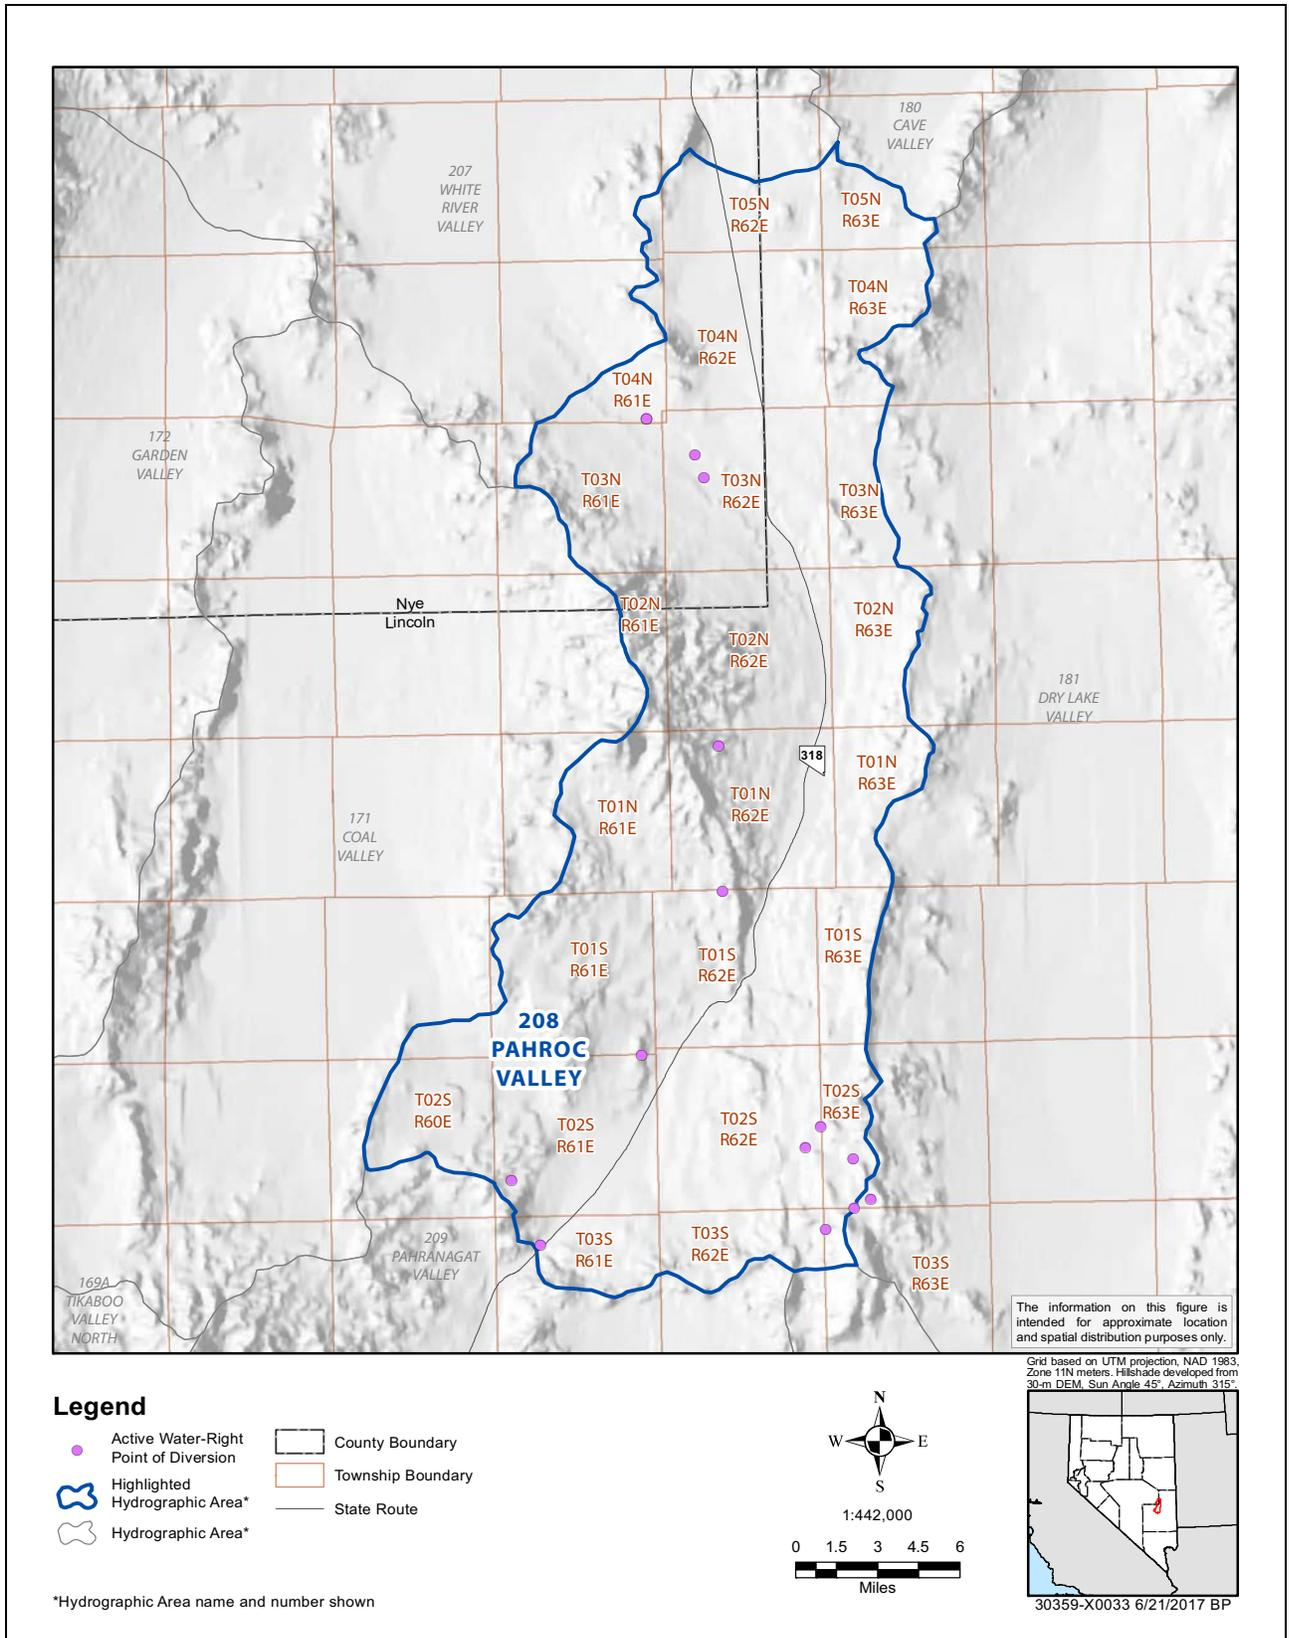 180
CAVE
VALLEY
207
WHITE
RIVER
VALLEY
T05N
R62E
T05N
R63E
T04N
R63E
T04N
R62E
T04N
R61E
172
GARDEN
VALLEY
T03N
R61E
T03N
R62E
T03N
R63E
Nye
Lincoln
T02N
R61E
T02N
R63E
T02N
R62E
181
DRY LAKE
VALLEY
318
T01N
R63E
T01N
R61E
T01N
R62E
171
COAL
VALLEY
T01S
R61E
T01S
R62E
T01S
R63E
208
PAHROC
VALLEY
T02S
R60E
T02S
R61E
T02S
R62E
T02S
R63E
209
PAHRANAGAT
VALLEY
T03S
R61E
T03S
R62E
T03S
R63E
169A
TIKABOO
VALLEY
NORTH
The information on this figure is
intended for approximate location
and spatial distribution purposes only.
Grid based on UTM projection, NAD 1983,
Zone 11N meters. Hillshade developed from
30-m DEM, Sun Angle 45°, Azimuth 315°.
Legend
Active Water-Right
Point of Diversion
Highlighted
Hydrographic Area*
Hydrographic Area*
County Boundary
Township Boundary
State Route
*Hydrographic Area name and number shown
N
W E
S
1:442,000
0 1.5 3 4.5 6
Miles
30359-X0033 6/21/2017 BP